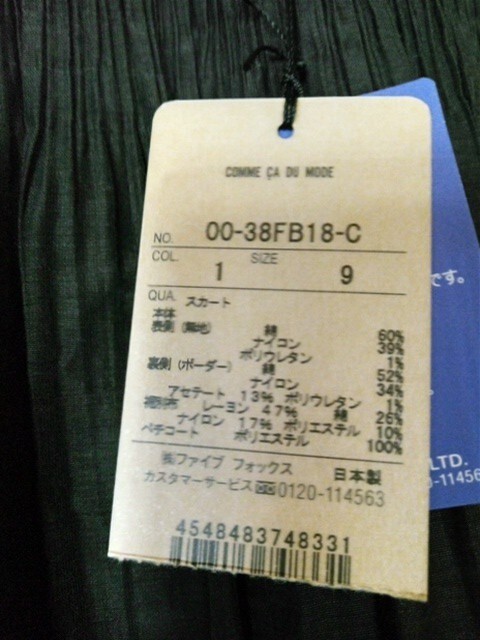 COMME ÇA DU MODE
NO. 00-38FB18-C
COL. 1 SIZE 9
QUA. スカート
本体
表側 (無地) 綿 60%
ナイロン 39%
ポリウレタン 1%
裏側 (ボーダー) 綿 52%
ナイロン 34%
アセテート 13% ポリウレタン 1%
レーヨン 47% 綿 26%
ナイロン 17% ポリエステル 10%
ペチコート ポリエステル 100%
㈱ファイブ フォックス 日本製
カスタマーサービス 0120-114563
4548483748331
です。
LTD.